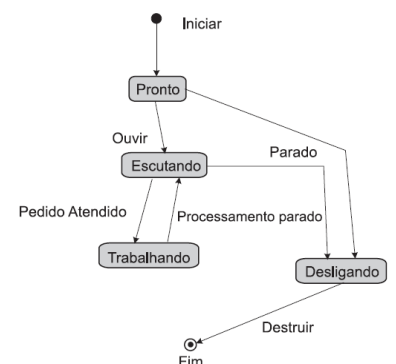 Iniciar
Pronto
Ouvir
Parado
Escutando
Pedido Atendido
Processamento parado
Trabalhando
Desligando
Destruir
Fim